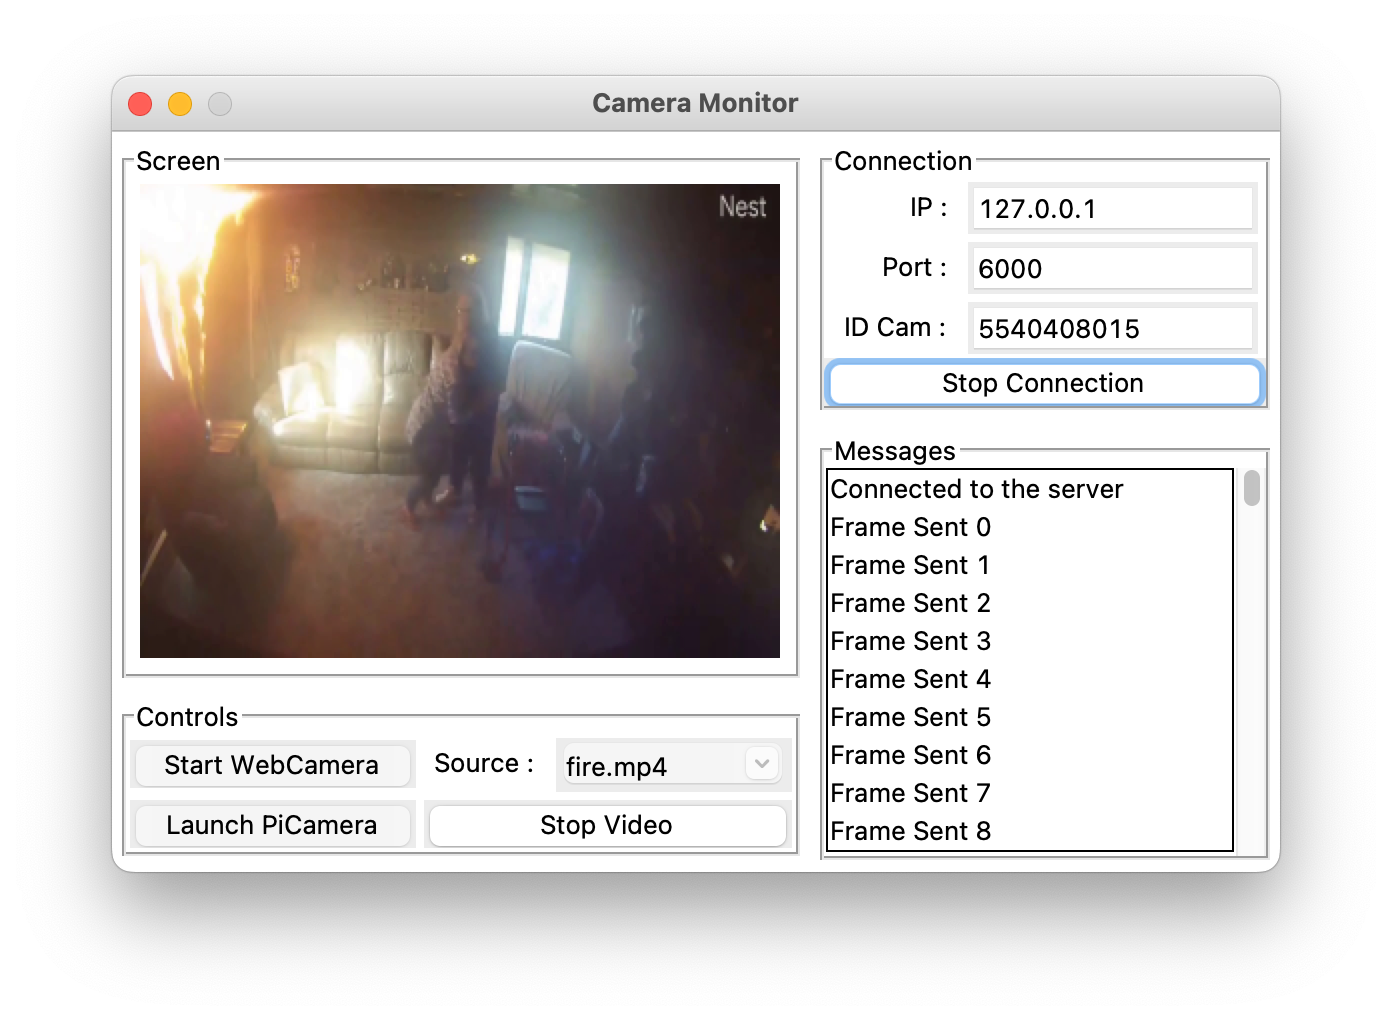 Camera Monitor
Screen
Nest
Controls
Start WebCamera
Source :
fire.mp4
Launch PiCamera
Stop Video
Connection
IP :
127.0.0.1
Port :
6000
ID Cam :
5540408015
Stop Connection
Messages
Connected to the server
Frame Sent 0
Frame Sent 1
Frame Sent 2
Frame Sent 3
Frame Sent 4
Frame Sent 5
Frame Sent 6
Frame Sent 7
Frame Sent 8